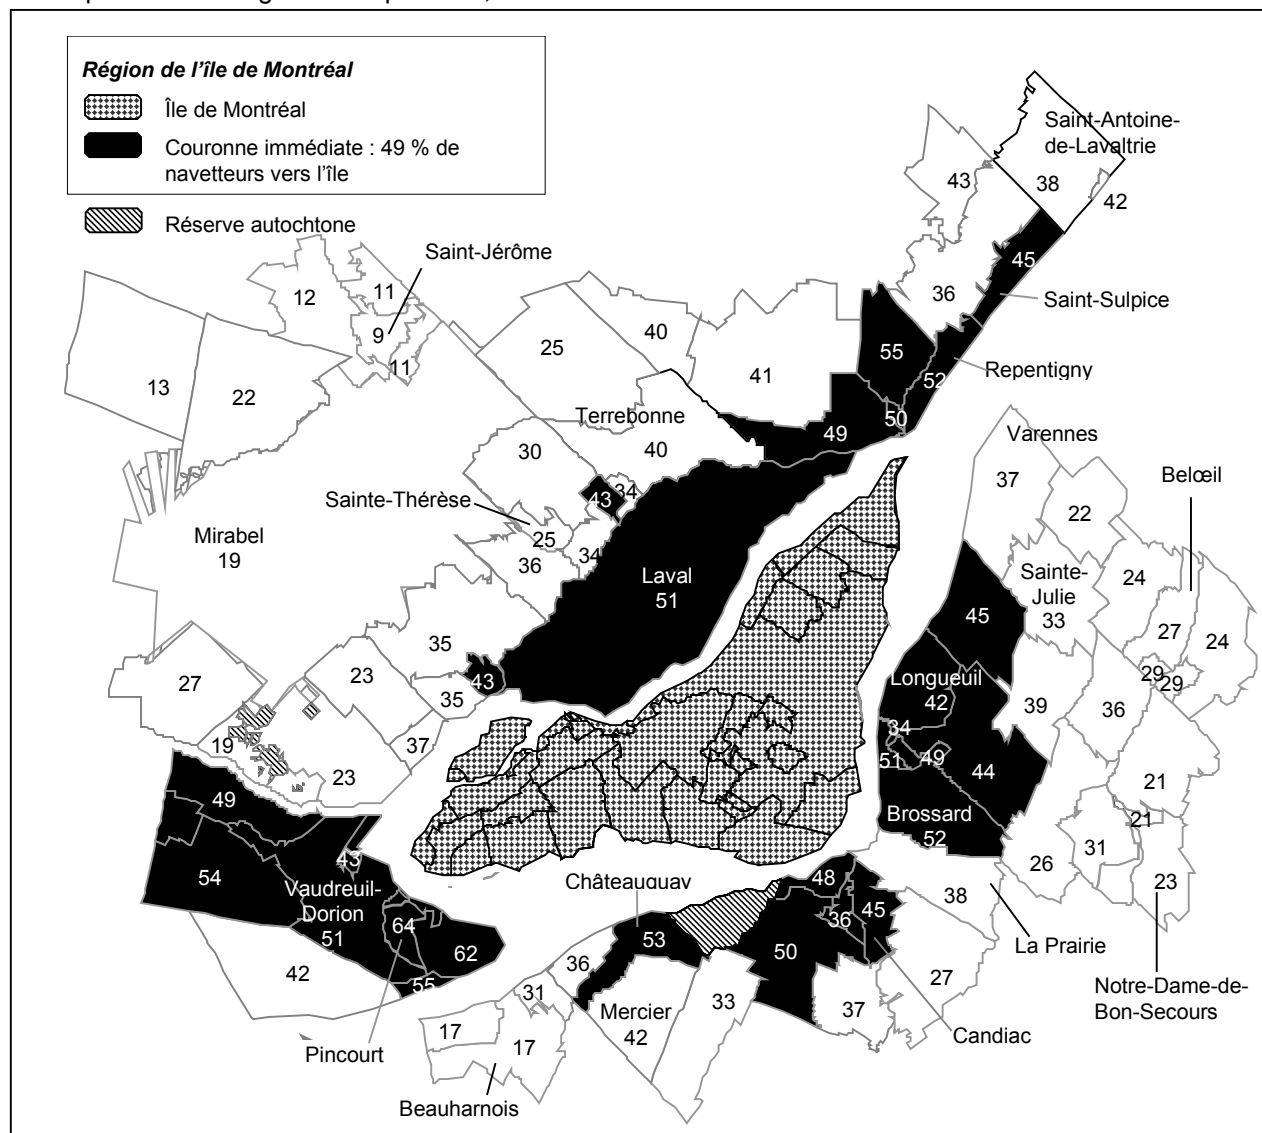 Région de l'île de Montréal
Île de Montréal
Couronne immédiate : 49 % de
navetteurs vers l'île
Réserve autochtone
Saint-Antoine-
de-Lavaltrie
43
38
42
Saint-Jérôme
45
12
11
36
Saint-Sulpice
9
40
25
55
11
41
Repentigny
13
22
52
Terrebonne
50
49
Varennes
30
40
37
Belœil
34
43
Sainte-Thérèse
22
Mirabel
19
25
34
36
Laval
51
Sainte-
Julie
33
24
45
27
24
35
27
23
43
35
Longueuil
42
29
29
39
36
34
19
37
51
49
44
23
21
49
Brossard
52
21
43
31
54
26
Châteauguay
48
Vaudreuil-
Dorion
51
23
38
45
36
64
53
La Prairie
62
50
36
42
27
55
31
33
Notre-Dame-de-
Bon-Secours
Mercier
42
37
17
17
Candiac
Pincourt
Beauharnois